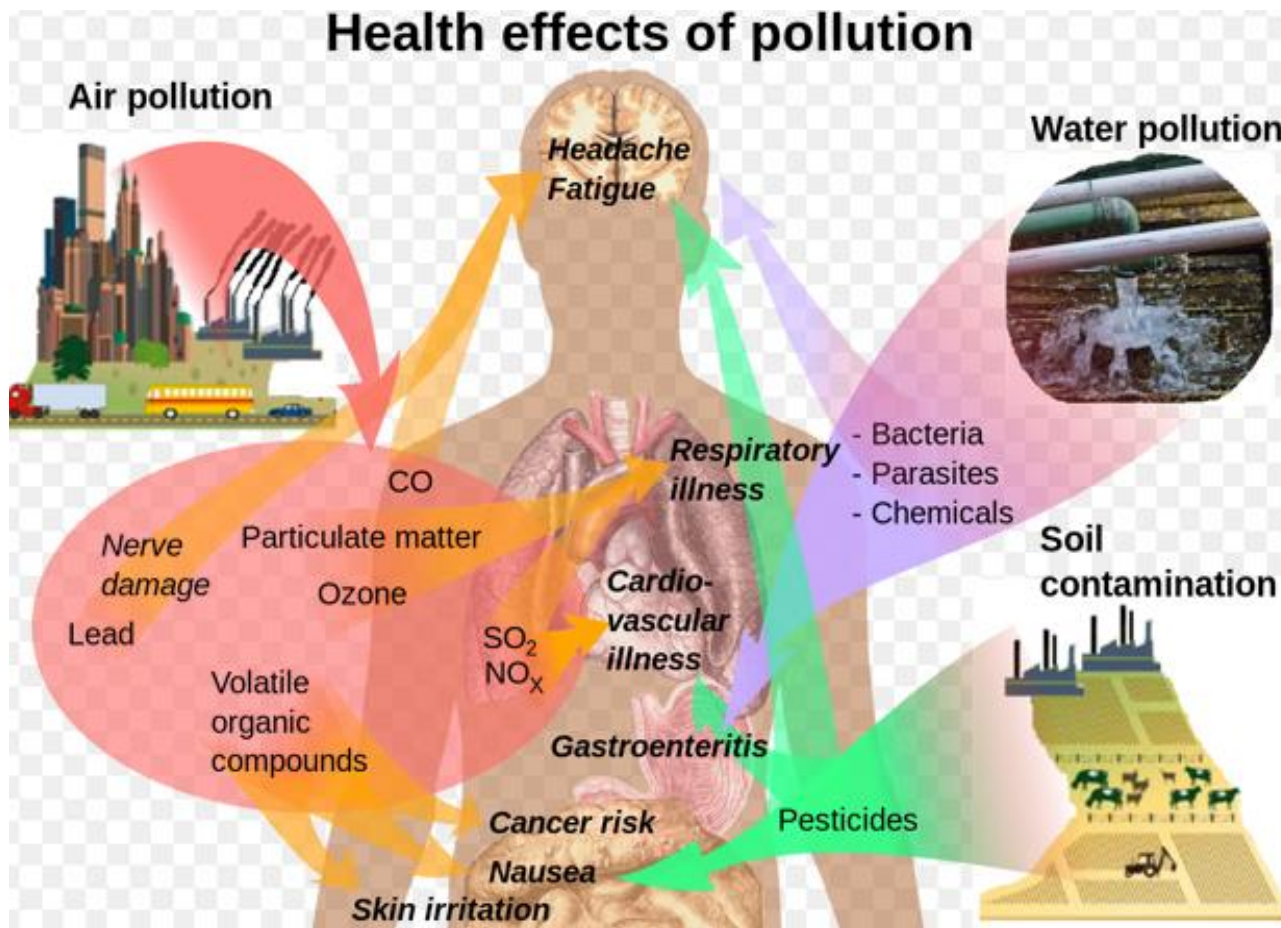 Health effects of pollution
Air pollution
Water pollution
Headache
Fatigue
Respiratory
illness
- Bacteria
- Parasites
- Chemicals
CO
Particulate matter
Nerve
damage
Ozone
Lead
Soil
contamination
Cardio-
vascular
illness
SO2
NOX
Volatile
organic
compounds
Gastroenteritis
Cancer risk
Pesticides
Nausea
Skin irritation